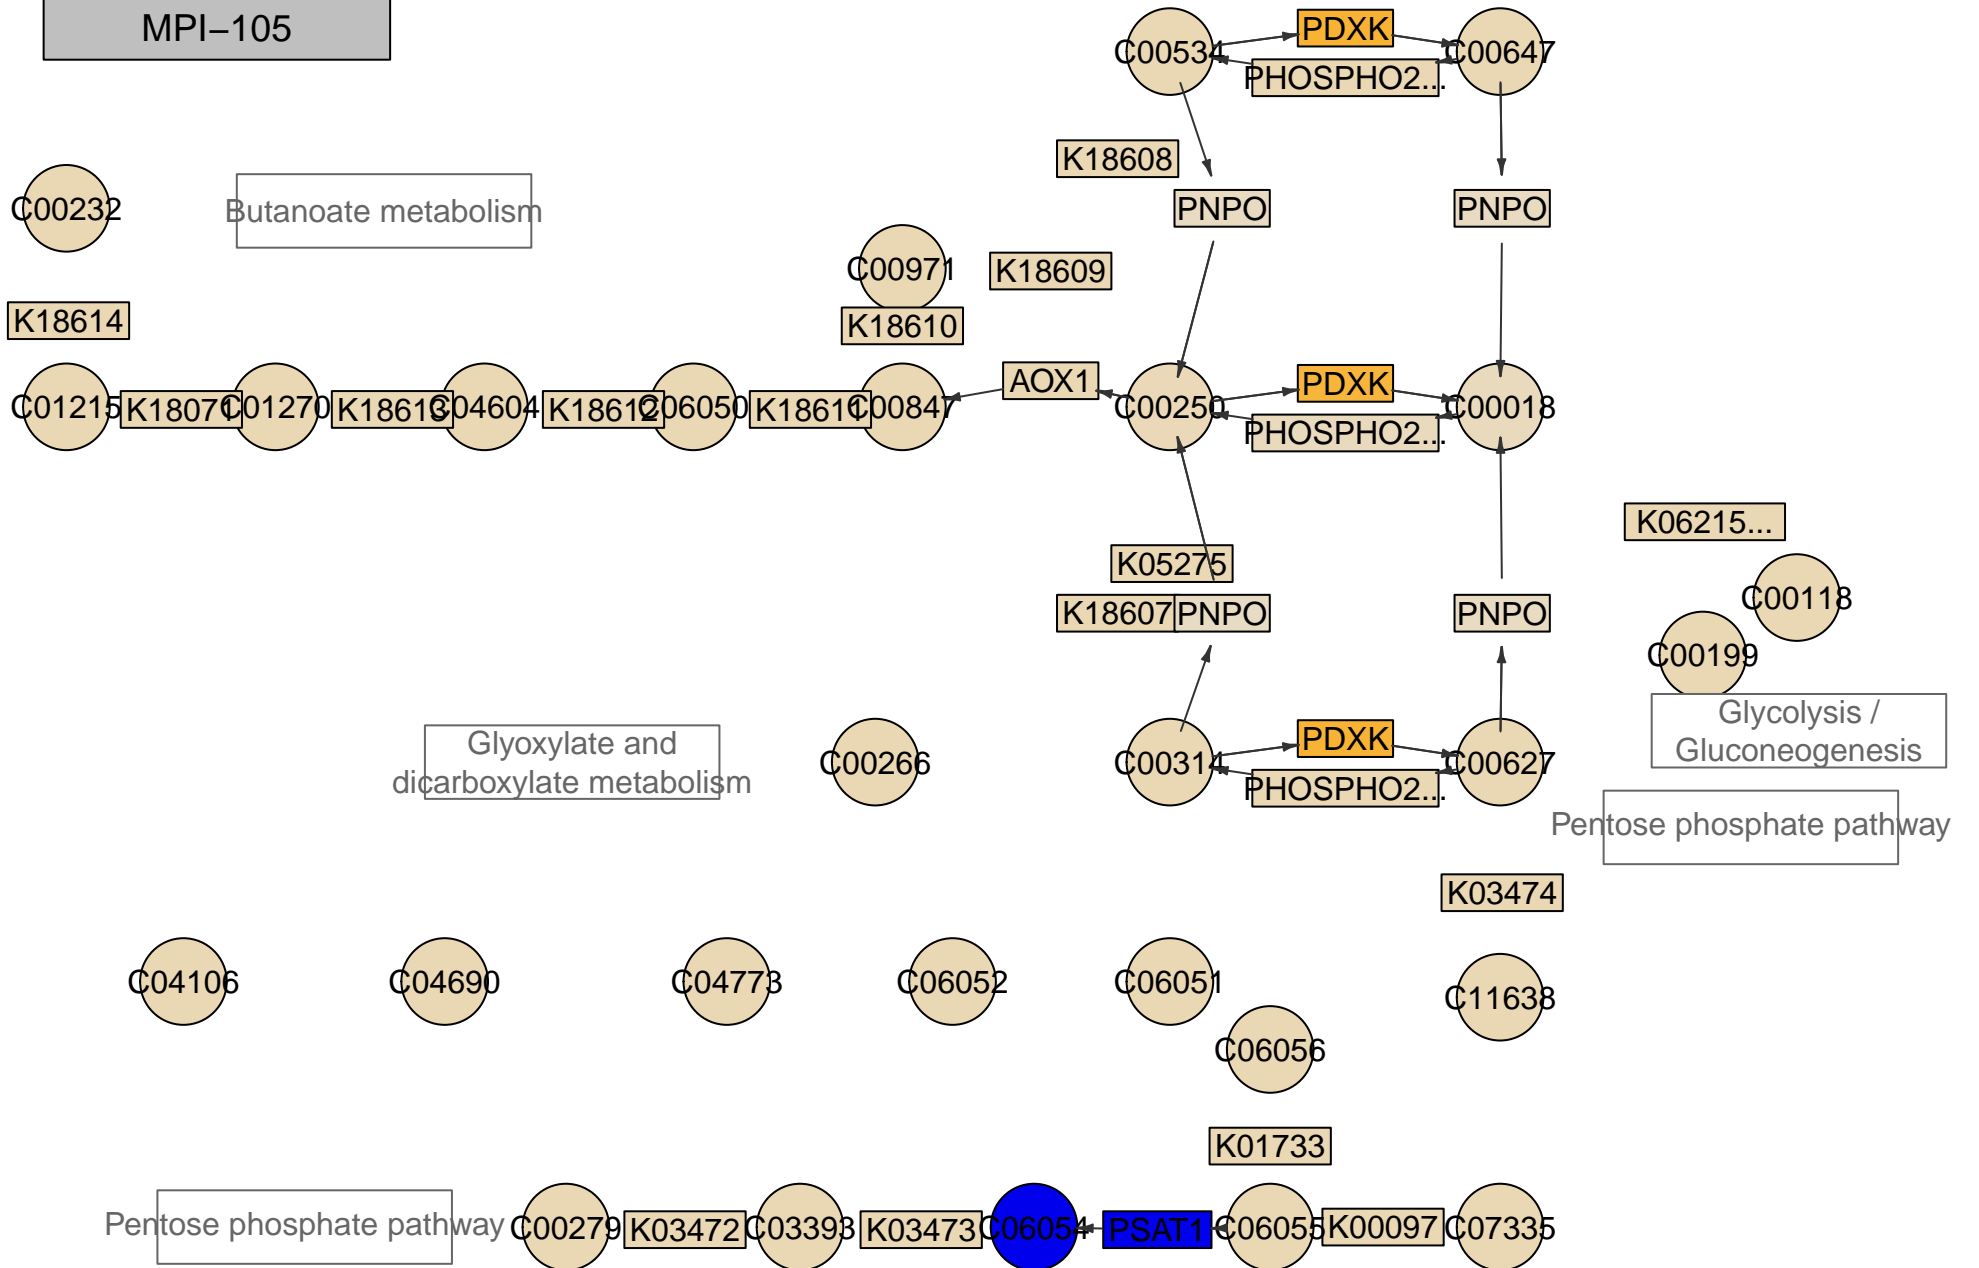 MPI–105
C00534
PDXK
C00647
PHOSPHO2...
K18608
C00232
Butanoate metabolism
PNPO
PNPO
C00971
K18609
K18614
K18610
C01215
K18071
C01270
K18613
C04604
K18612
C06050
K18611
C00847
AOX1
C00250
PDXK
PHOSPHO2...
C00018
K06215...
K05275
C00118
K18607
PNPO
PNPO
C00199
Glycolysis /
Gluconeogenesis
Glyoxylate and
dicarboxylate metabolism
C00266
C00314
PDXK
PHOSPHO2...
C00627
Pentose phosphate pathway
K03474
C04106
C04690
C04773
C06052
C06051
C11638
C06056
K01733
Pentose phosphate pathway
C00279
K03472
C03393
K03473
C06054
PSAT1
C06055
K00097
C07335